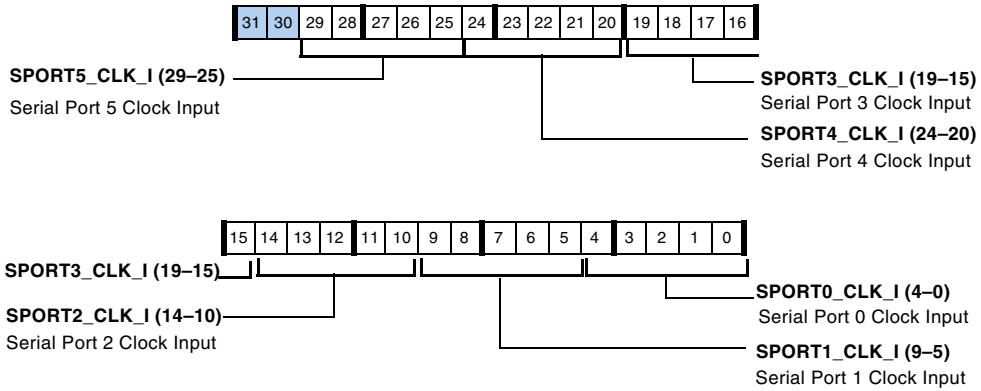 31 30 29 28 27 26 25 24 23 22 21 20 19 18 17 16
SPORT5_CLK_I (29–25)
Serial Port 5 Clock Input
SPORT3_CLK_I (19–15)
Serial Port 3 Clock Input
SPORT4_CLK_I (24–20)
Serial Port 4 Clock Input
15 14 13 12 11 10 9 8 7 6 5 4 3 2 1 0
SPORT3_CLK_I (19–15)
SPORT2_CLK_I (14–10)
Serial Port 2 Clock Input
SPORT0_CLK_I (4–0)
Serial Port 0 Clock Input
SPORT1_CLK_I (9–5)
Serial Port 1 Clock Input